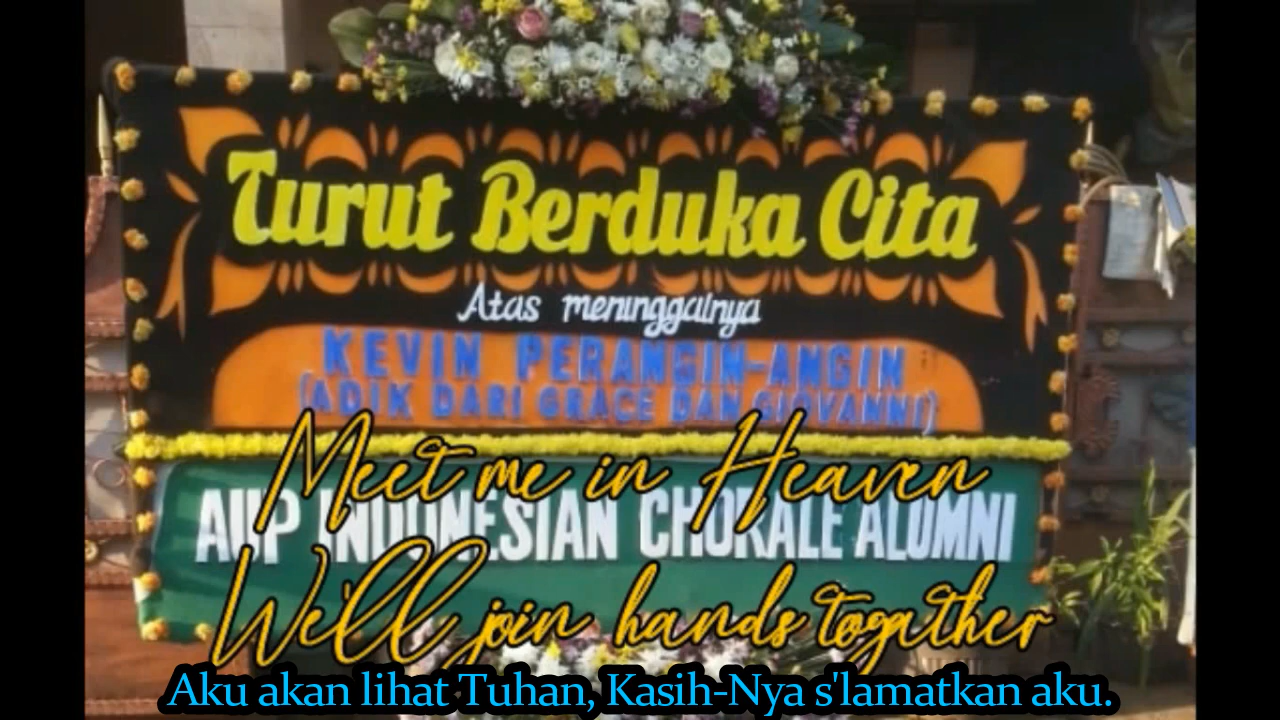 Turut Berduka Cita
Atas meninggalnya
KEVIN PERANGIN-ANGIN
(ADIK DARI GRACE DAN GIOVANNI)
Meet me in Heaven
AUP INDONESIAN CHORALE ALUMNI
We'll join hands together
Aku akan lihat Tuhan, Kasih-Nya s'lamatkan aku.